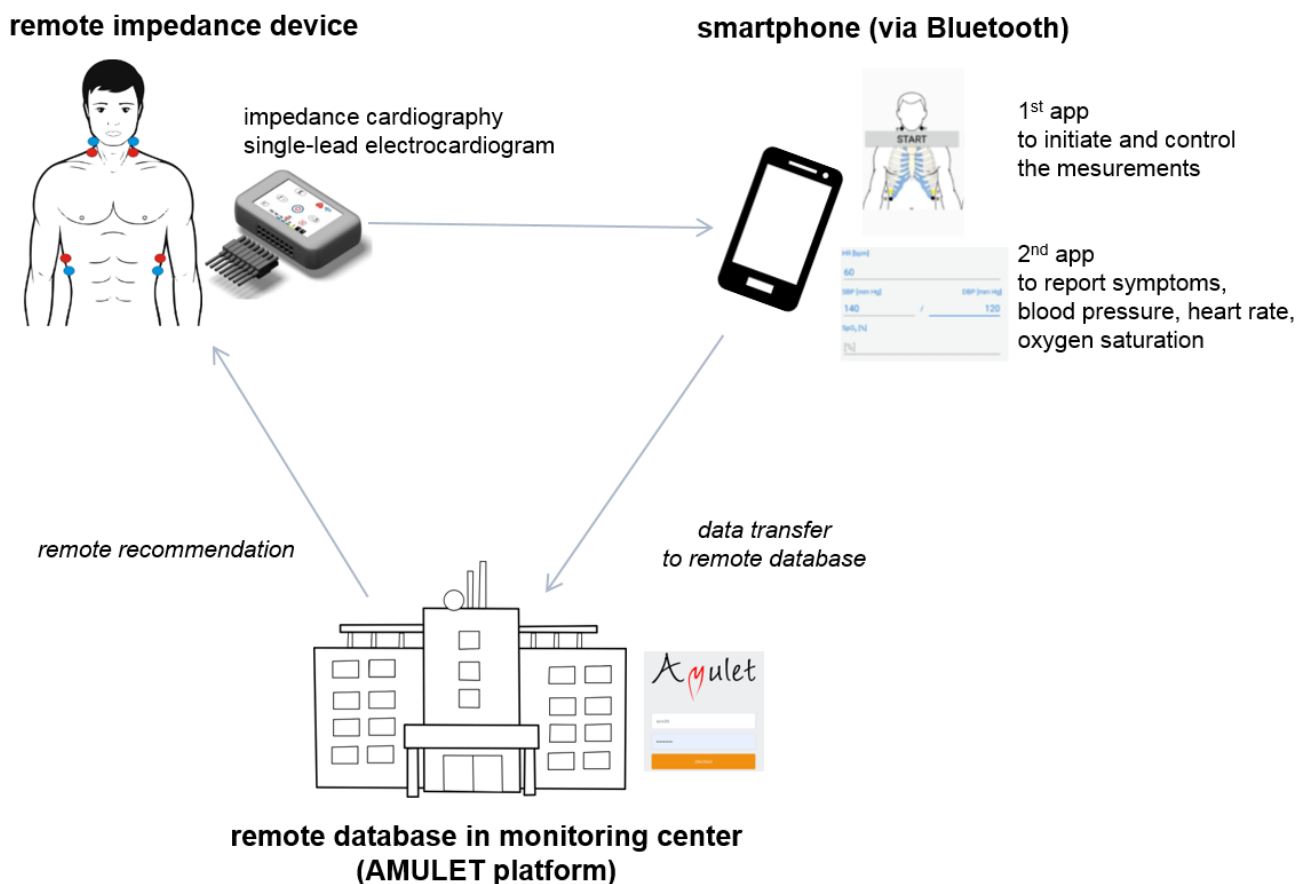 remote impedance device
smartphone (via Bluetooth)
impedance cardiography
single-lead electrocardiogram
START
1st app
to initiate and control
the mesurements
HR [bpm]
60
SBP [mm Hg] DBP [mm Hg]
140 / 120
SpO₂ [%]
[%]
2nd app
to report symptoms,
blood pressure, heart rate,
oxygen saturation
remote recommendation
data transfer
to remote database
Amulet
remote database in monitoring center
(AMULET platform)